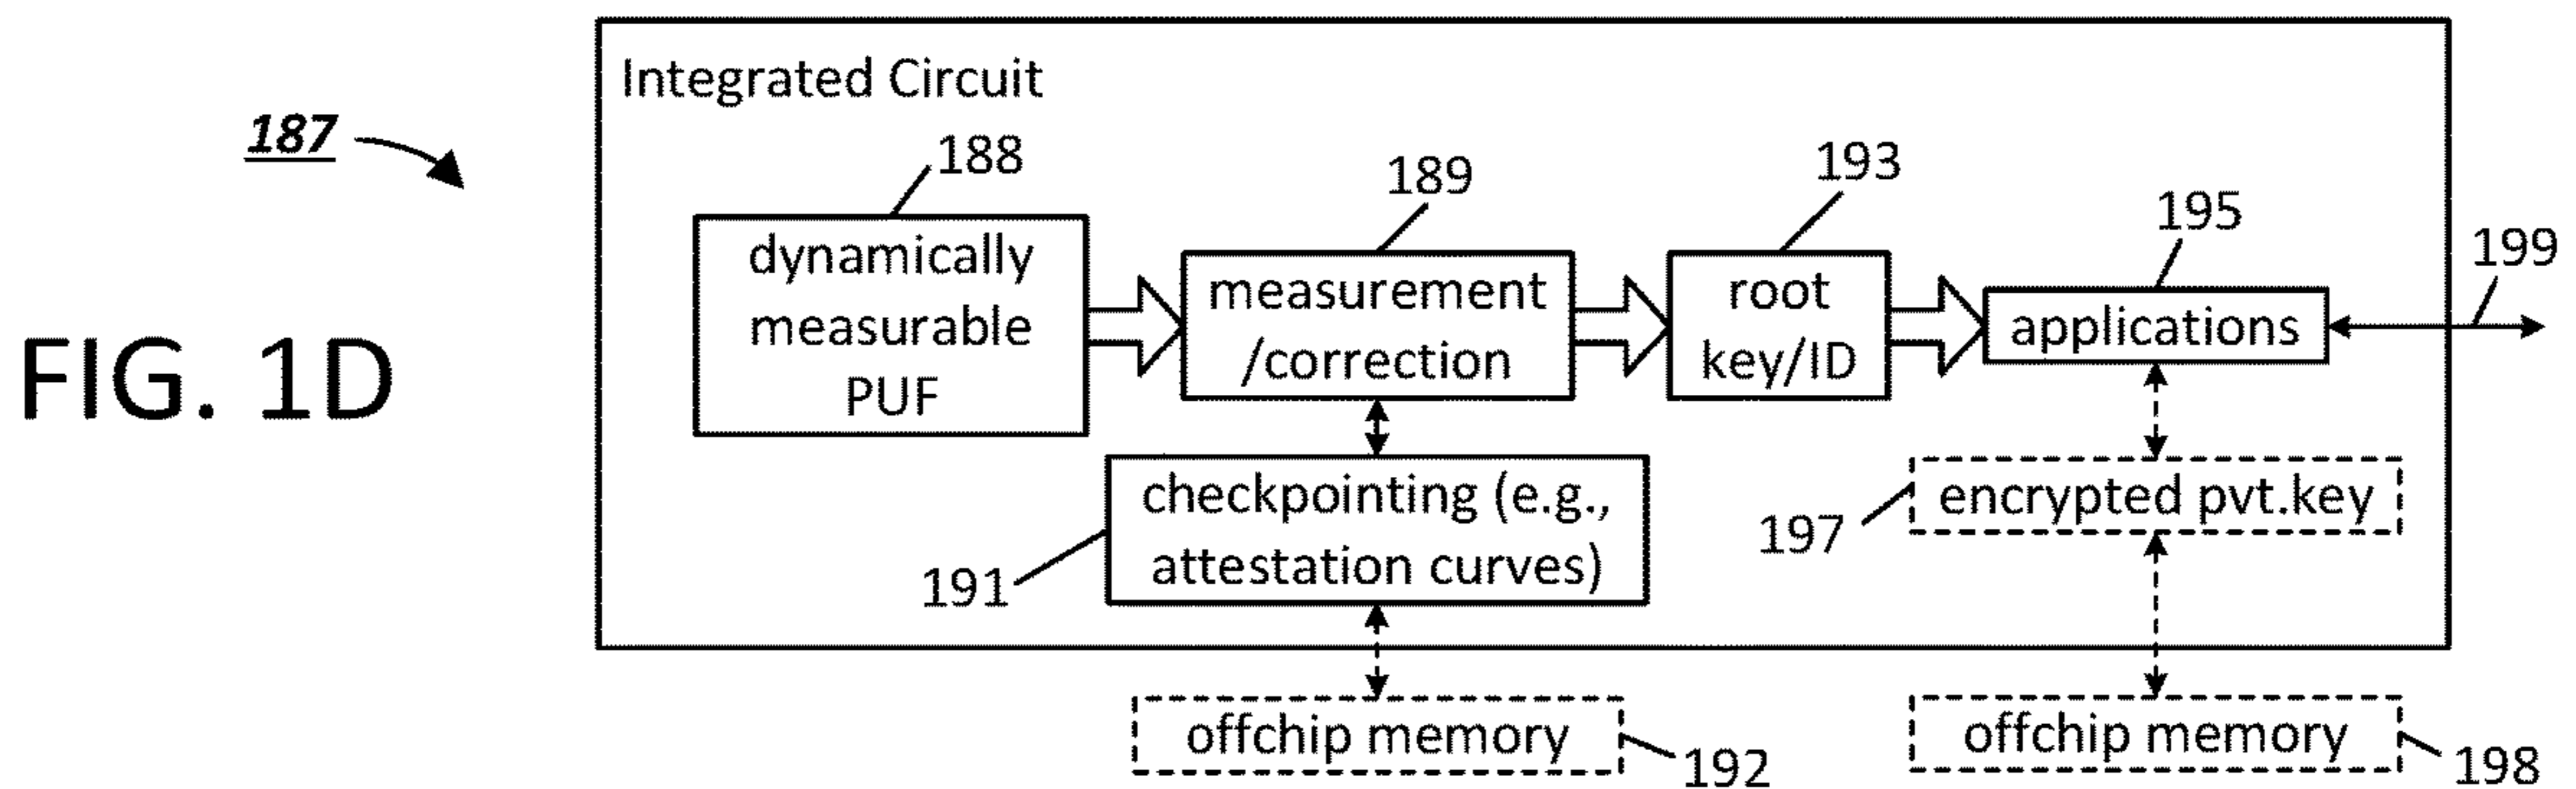 Integrated Circuit
187
188
189
193
195
199
dynamically
measurable
PUF
measurement
/correction
root
key/ID
applications
FIG. 1D
checkpointing (e.g.,
attestation curves)
191
encrypted pvt.key
197
offchip memory
192
offchip memory
198